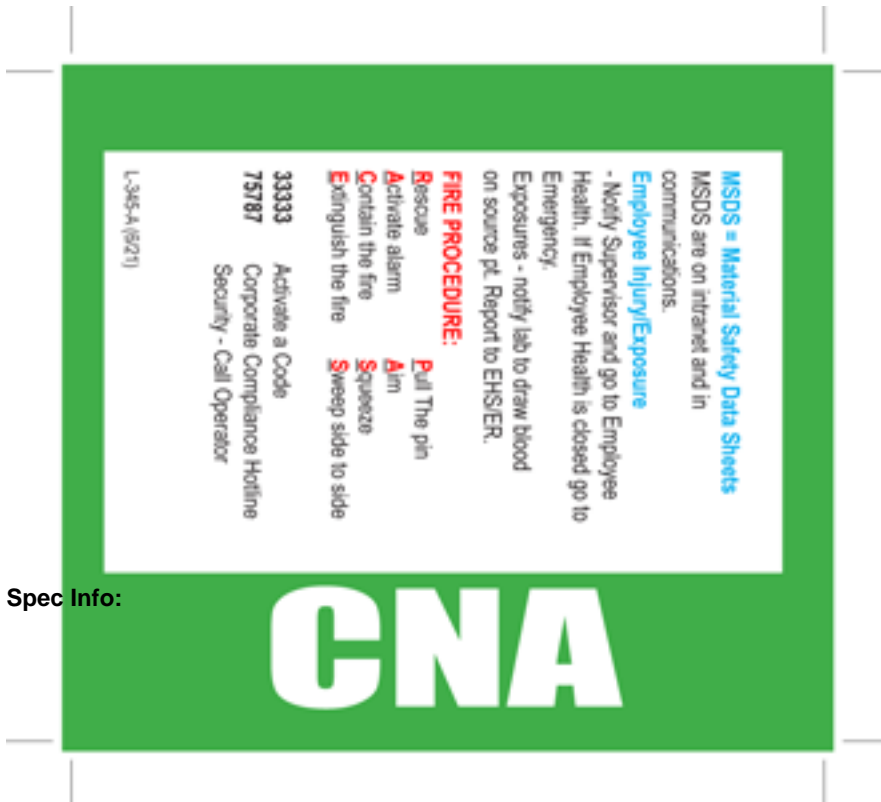 MSDS = Material Safety Data Sheets
MSDS are on intranet and in
communications.
Employee Injury/Exposure
- Notify Supervisor and go to Employee
Health. If Employee Health is closed go to
Emergency.
Exposures - notify lab to draw blood
on source pt. Report to EHS/ER.
FIRE PROCEDURE:
Rescue Pull The pin
Activate alarm Aim
Contain the fire Squeeze
Extinguish the fire Sweep side to side
33333 Activate a Code
75787 Corporate Compliance Hotline
Security - Call Operator
L-345-A (6/21)
Spec Info:
CNA